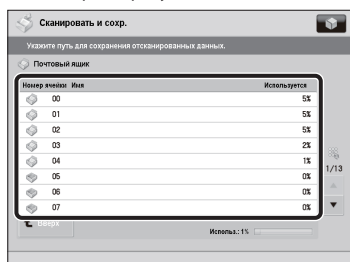 Сканировать и сохр.
Укажите путь для сохранения отсканированных данных.
Почтовый ящик
Номер ячейки Имя Используется
00 5%
01 5%
02 5%
03 2%
04 1%
05 0%
06 0%
07 0%
1/13
Вверх
Использ.: 1%